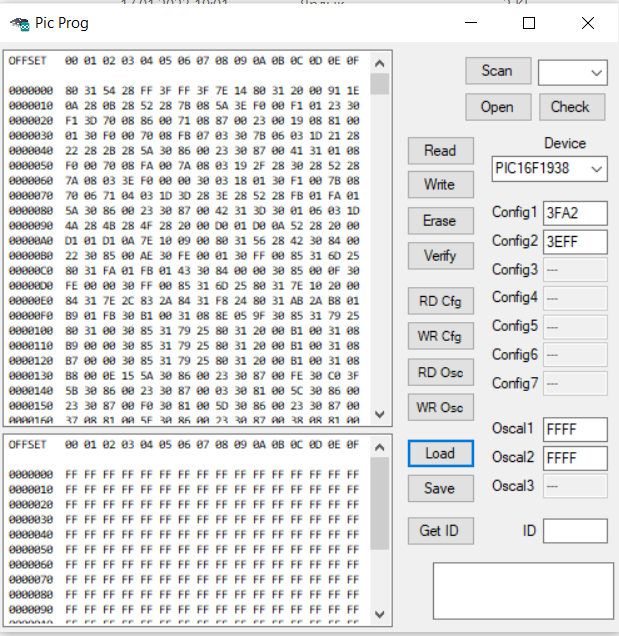 Pic Prog
OFFSET 00 01 02 03 04 05 06 07 08 09 0A 0B 0C 0D 0E 0F
0000000 80 31 54 28 FF 3F FF 3F 7E 14 80 31 20 00 91 1E
0000010 0A 28 0B 28 52 28 7B 08 5A 3E F0 00 F1 01 23 30
0000020 F1 3D 70 08 86 00 71 08 87 00 23 00 19 08 81 00
0000030 01 30 F0 00 70 08 FB 07 03 30 7B 06 03 1D 21 28
0000040 22 28 2B 28 5A 30 86 00 23 30 87 00 41 31 01 08
0000050 F0 00 70 08 FA 00 7A 08 03 19 2F 28 30 28 52 28
0000060 7A 08 03 3E F0 00 00 30 03 18 01 30 F1 00 7B 08
0000070 70 06 71 04 03 1D 3D 28 3E 28 52 28 FB 01 FA 01
0000080 5A 30 86 00 23 30 87 00 42 31 3D 30 01 06 03 1D
0000090 4A 28 4B 28 4F 28 20 00 D0 01 D0 0A 52 28 20 00
00000A0 D1 01 D1 0A 7E 10 09 00 80 31 56 28 42 30 84 00
00000B0 22 30 85 00 AE 30 FE 00 01 30 FF 00 85 31 6D 25
00000C0 80 31 FA 01 FB 01 43 30 84 00 00 30 85 00 0F 30
00000D0 FE 00 00 30 FF 00 85 31 6D 25 80 31 7E 10 20 00
00000E0 84 31 7E 2C 83 2A 84 31 F8 24 80 31 AB 2A B8 01
00000F0 B9 01 FB 30 B1 00 31 08 8E 05 9F 30 85 31 79 25
0000100 80 31 00 30 85 31 79 25 80 31 20 00 B1 00 31 08
0000110 B9 00 00 30 85 31 79 25 80 31 20 00 B1 00 31 08
0000120 B7 00 00 30 85 31 79 25 80 31 20 00 B1 00 31 08
0000130 B8 00 0E 15 5A 30 86 00 23 30 87 00 FE 30 C0 3F
0000140 5B 30 86 00 23 30 87 00 03 30 81 00 5C 30 86 00
0000150 23 30 87 00 F0 30 81 00 5D 30 86 00 23 30 87 00
0000160 37 08 81 00 5E 30 86 00 23 30 87 00 38 08 81 00
OFFSET 00 01 02 03 04 05 06 07 08 09 0A 0B 0C 0D 0E 0F
0000000 FF FF FF FF FF FF FF FF FF FF FF FF FF FF FF FF
0000010 FF FF FF FF FF FF FF FF FF FF FF FF FF FF FF FF
0000020 FF FF FF FF FF FF FF FF FF FF FF FF FF FF FF FF
0000030 FF FF FF FF FF FF FF FF FF FF FF FF FF FF FF FF
0000040 FF FF FF FF FF FF FF FF FF FF FF FF FF FF FF FF
0000050 FF FF FF FF FF FF FF FF FF FF FF FF FF FF FF FF
0000060 FF FF FF FF FF FF FF FF FF FF FF FF FF FF FF FF
0000070 FF FF FF FF FF FF FF FF FF FF FF FF FF FF FF FF
0000080 FF FF FF FF FF FF FF FF FF FF FF FF FF FF FF FF
0000090 FF FF FF FF FF FF FF FF FF FF FF FF FF FF FF FF
Scan
Open Check
Device
Read PIC16F1938
Write
Erase Config1 3FA2
Config2 3EFF
Verify Config3 ---
RD Cfg Config4 ---
WR Cfg Config5 ---
RD Osc Config6 ---
Config7 ---
WR Osc
Oscal1 FFFF
Load Oscal2 FFFF
Save Oscal3 ---
Get ID ID